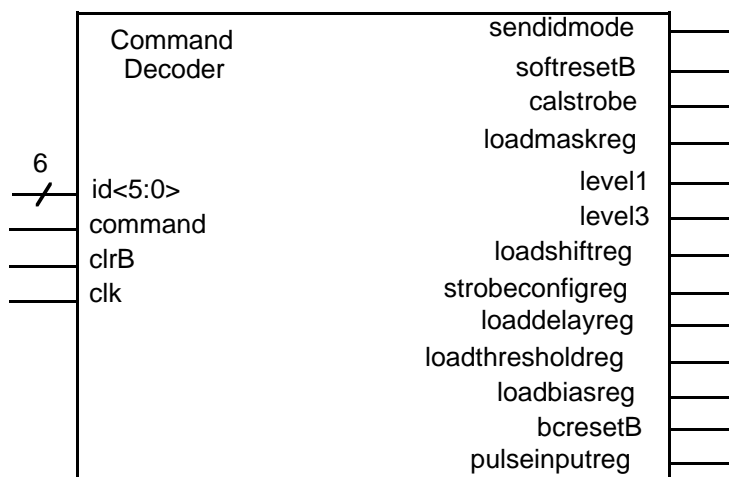 Command
Decoder
6
id<5:0>
command
clrB
clk
sendidmode
softresetB
calstrobe
loadmaskreg
level1
level3
loadshiftreg
strobeconfigreg
loaddelayreg
loadthresholdreg
loadbiasreg
bcresetB
pulseinputreg